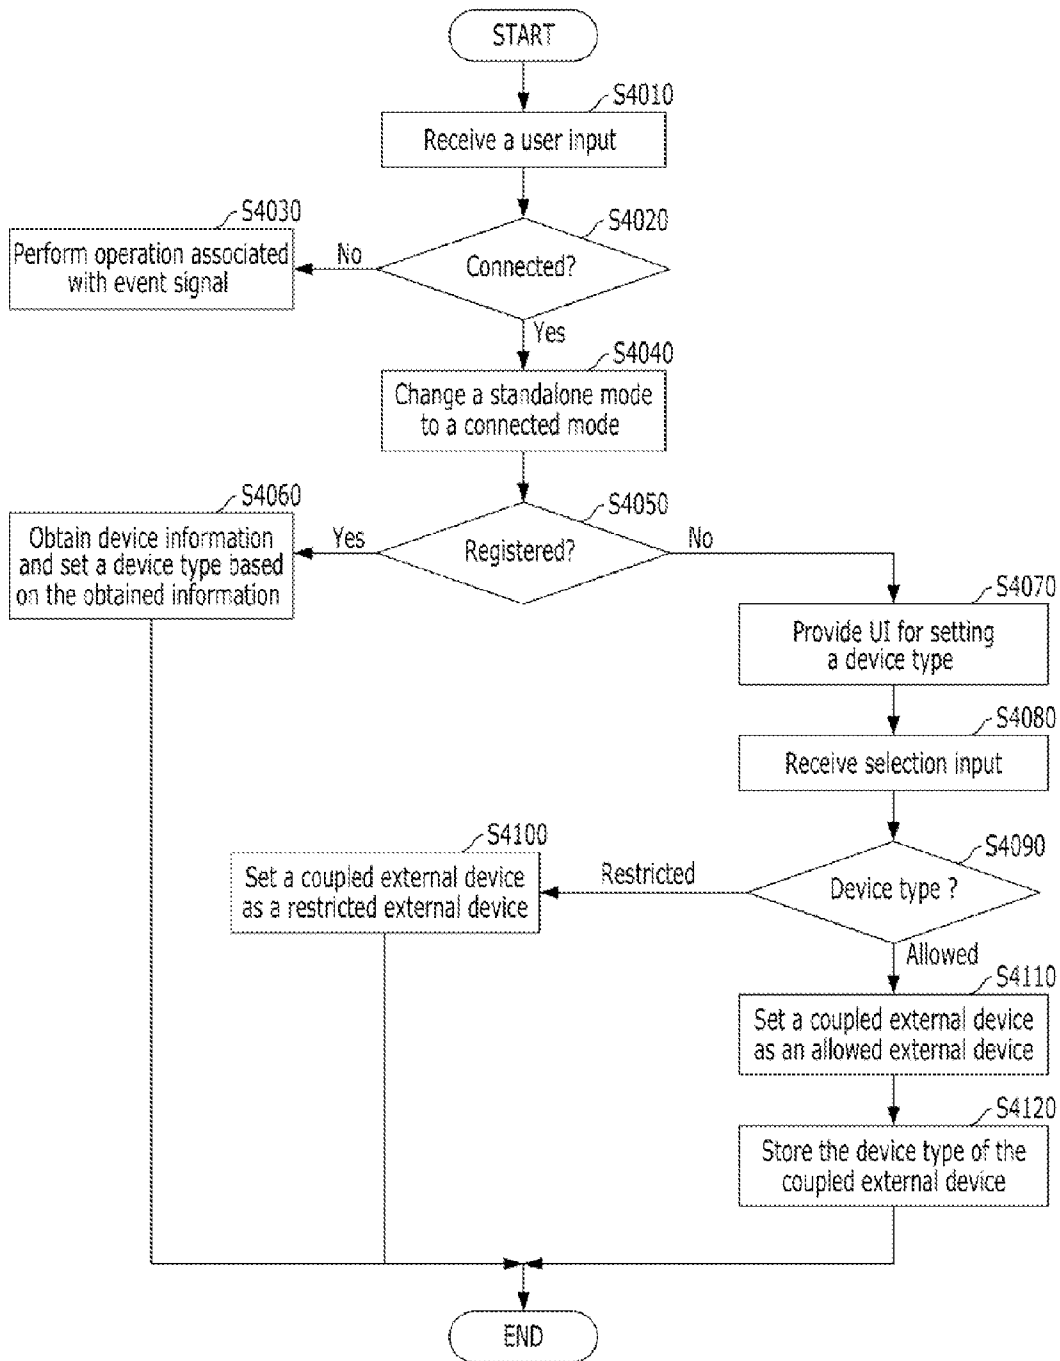 START
S4010
Receive a user input
S4020
Connected?
No
S4030
Perform operation associated
with event signal
Yes
S4040
Change a standalone mode
to a connected mode
S4050
Registered?
Yes
S4060
Obtain device information
and set a device type based
on the obtained information
No
S4070
Provide UI for setting
a device type
S4080
Receive selection input
S4090
Device type ?
Restricted
S4100
Set a coupled external device
as a restricted external device
Allowed
S4110
Set a coupled external device
as an allowed external device
S4120
Store the device type of the
coupled external device
END